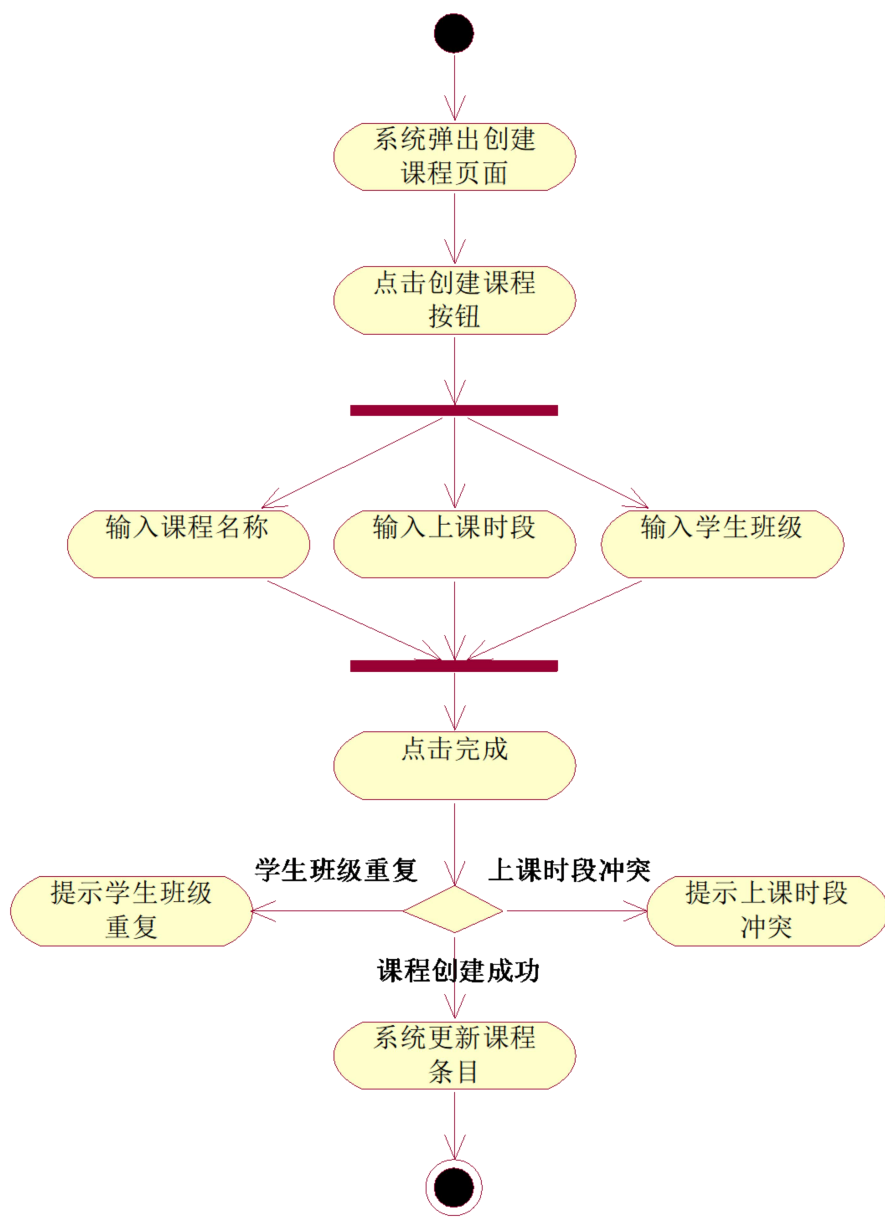 系统弹出创建
课程页面
点击创建课程
按钮
输入课程名称
输入上课时段
输入学生班级
点击完成
学生班级重复
上课时段冲突
提示学生班级
重复
提示上课时段
冲突
课程创建成功
系统更新课程
条目